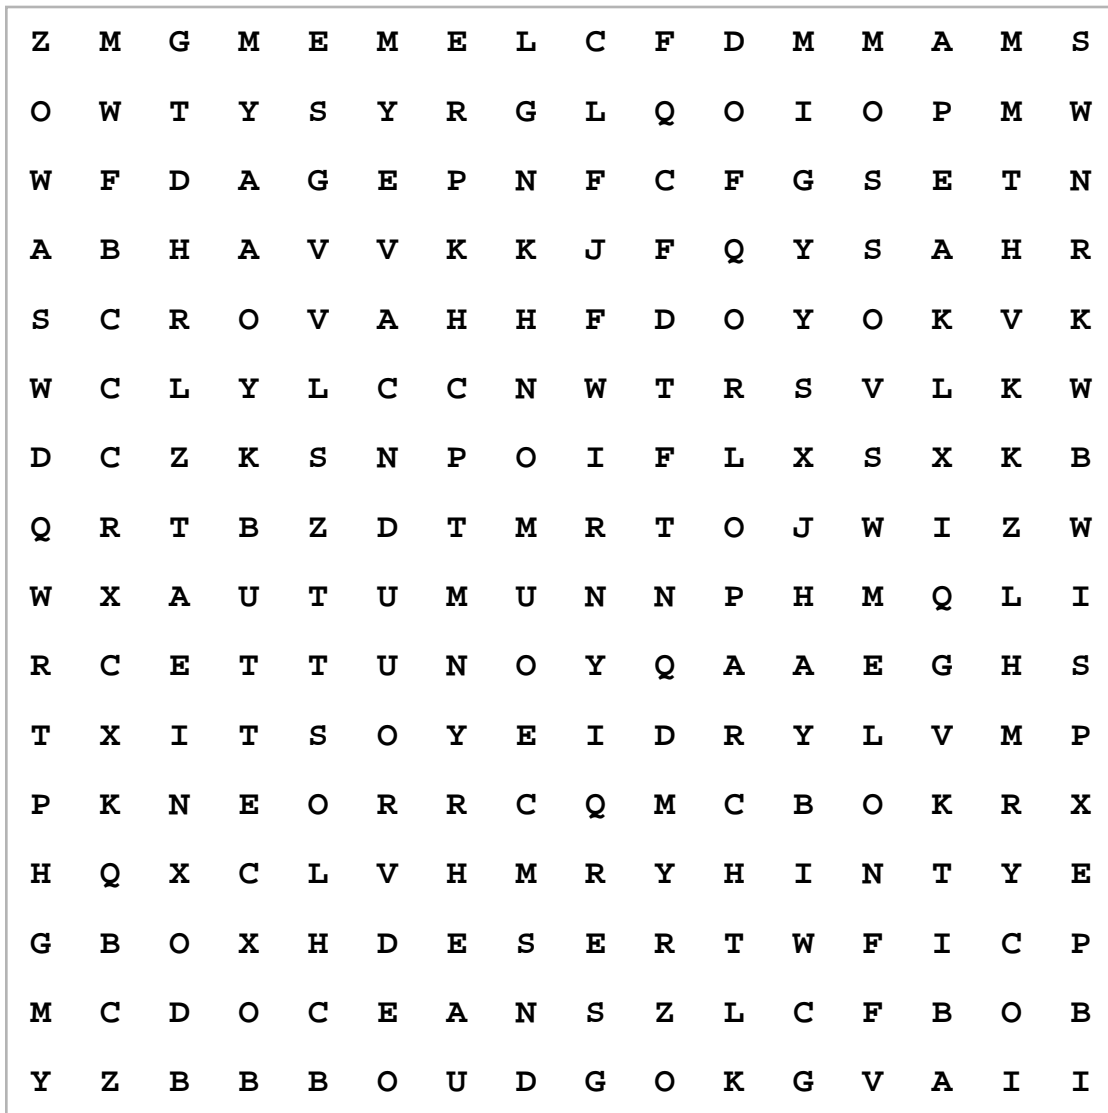 Z M G M E M E L C F D M M A M S
O W T Y S Y R G L Q O I O P M W
W F D A G E P N F C F G S E T N
A B H A V V K K J F Q Y S A H R
S C R O V A H H F D O Y O K V K
W C L Y L C C N W T R S V L K W
D C Z K S N P O I F L X S X K B
Q R T B Z D T M R T O J W I Z W
W X A U T U M U N N P H M Q L I
R C E T T U N O Y Q A A E G H S
T X I T S O Y E I D R Y L V M P
P K N E O R R C Q M C B O K R X
H Q X C L V H M R Y H I N T Y E
G B O X H D E S E R T W F I C P
M C D O C E A N S Z L C F B O B
Y Z B B B O U D G O K G V A I I